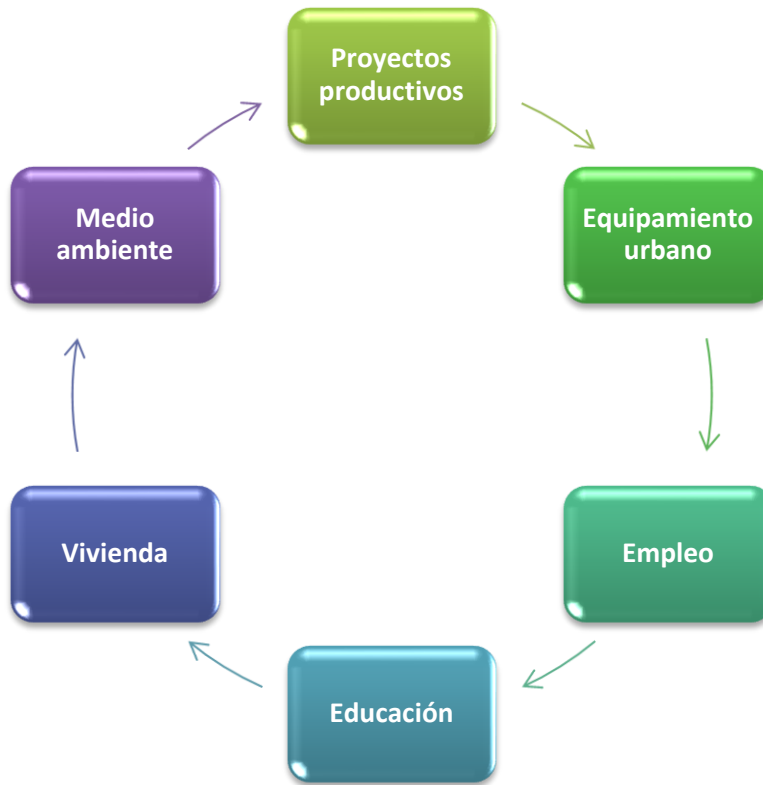 Proyectos
productivos
Equipamiento
urbano
Empleo
Educación
Vivienda
Medio
ambiente